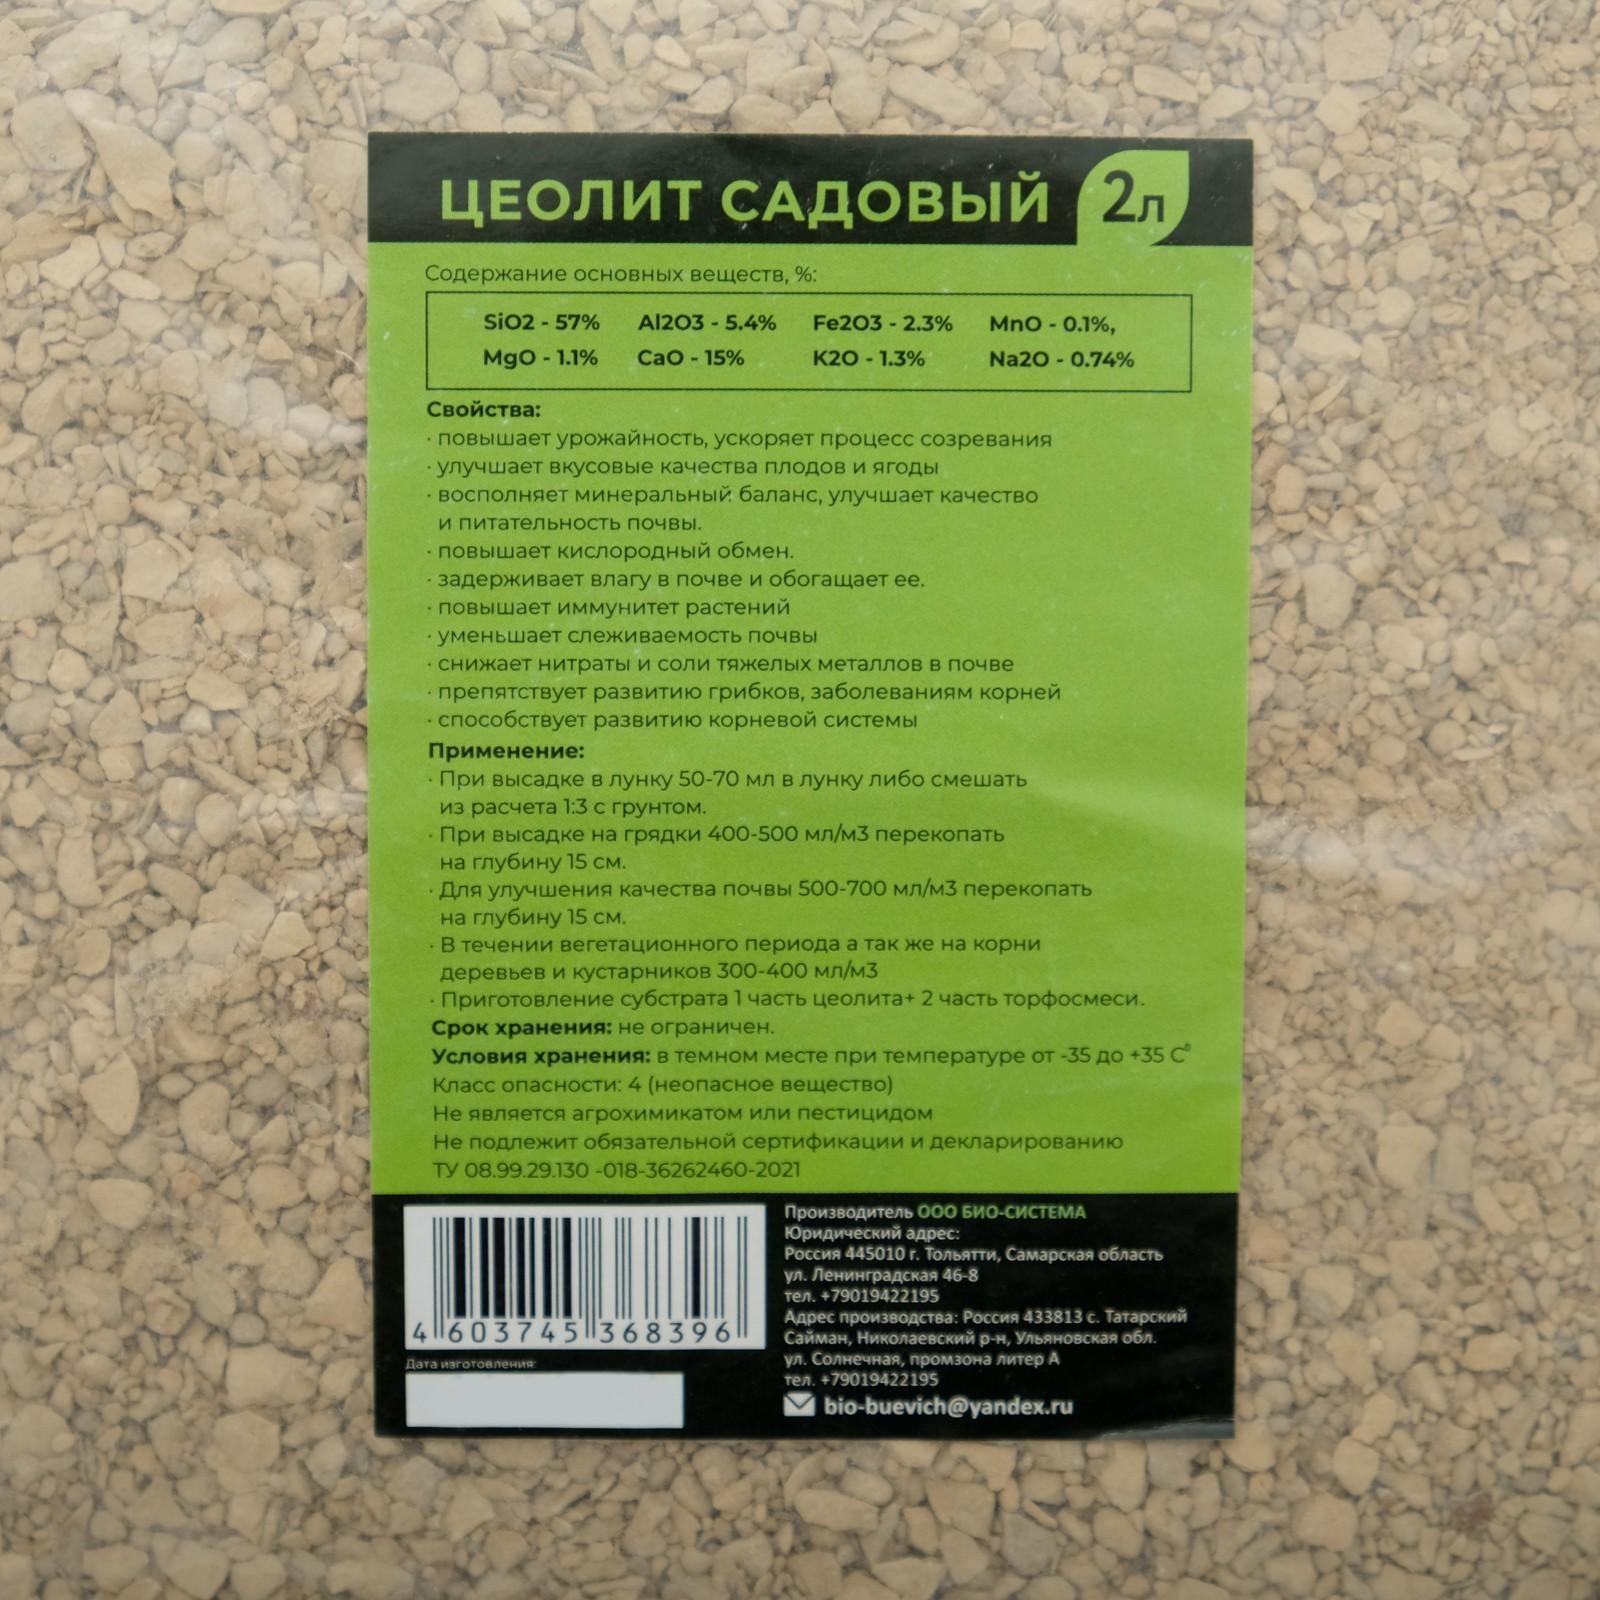 ЦЕОЛИТ САДОВЫЙ 2л
Содержание основных веществ, %:
SiO2 - 57% Al2O3 - 5.4% Fe2O3 - 2.3% MnO - 0.1%,
MgO - 1.1% CaO - 15% K2O - 1.3% Na2O - 0.74%
Свойства:
· повышает урожайность, ускоряет процесс созревания
· улучшает вкусовые качества плодов и ягоды
· восполняет минеральный баланс, улучшает качество
и питательность почвы.
· повышает кислородный обмен.
· задерживает влагу в почве и обогащает ее.
· повышает иммунитет растений
· уменьшает слеживаемость почвы
· снижает нитраты и соли тяжелых металлов в почве
· препятствует развитию грибков, заболеваниям корней
· способствует развитию корневой системы
Применение:
· При высадке в лунку 50-70 мл в лунку либо смешать
из расчета 1:3 с грунтом.
· При высадке на грядки 400-500 мл/м3 перекопать
на глубину 15 см.
· Для улучшения качества почвы 500-700 мл/м3 перекопать
на глубину 15 см.
· В течении вегетационного периода а так же на корни
деревьев и кустарников 300-400 мл/м3
· Приготовление субстрата 1 часть цеолита+ 2 часть торфосмеси.
Срок хранения: не ограничен.
Условия хранения: в темном месте при температуре от -35 до +35 С⁰
Класс опасности: 4 (неопасное вещество)
Не является агрохимикатом или пестицидом
Не подлежит обязательной сертификации и декларированию
ТУ 08.99.29.130 -018-36262460-2021
4 603745 368396
Дата изготовления:
Производитель ООО БИО-СИСТЕМА
Юридический адрес:
Россия 445010 г. Тольятти, Самарская область
ул. Ленинградская 46-8
тел. +79019422195
Адрес производства: Россия 433813 с. Татарский
Сайман, Николаевский р-н, Ульяновская обл.
ул. Солнечная, промзона литер А
тел. +79019422195
bio-buevich@yandex.ru